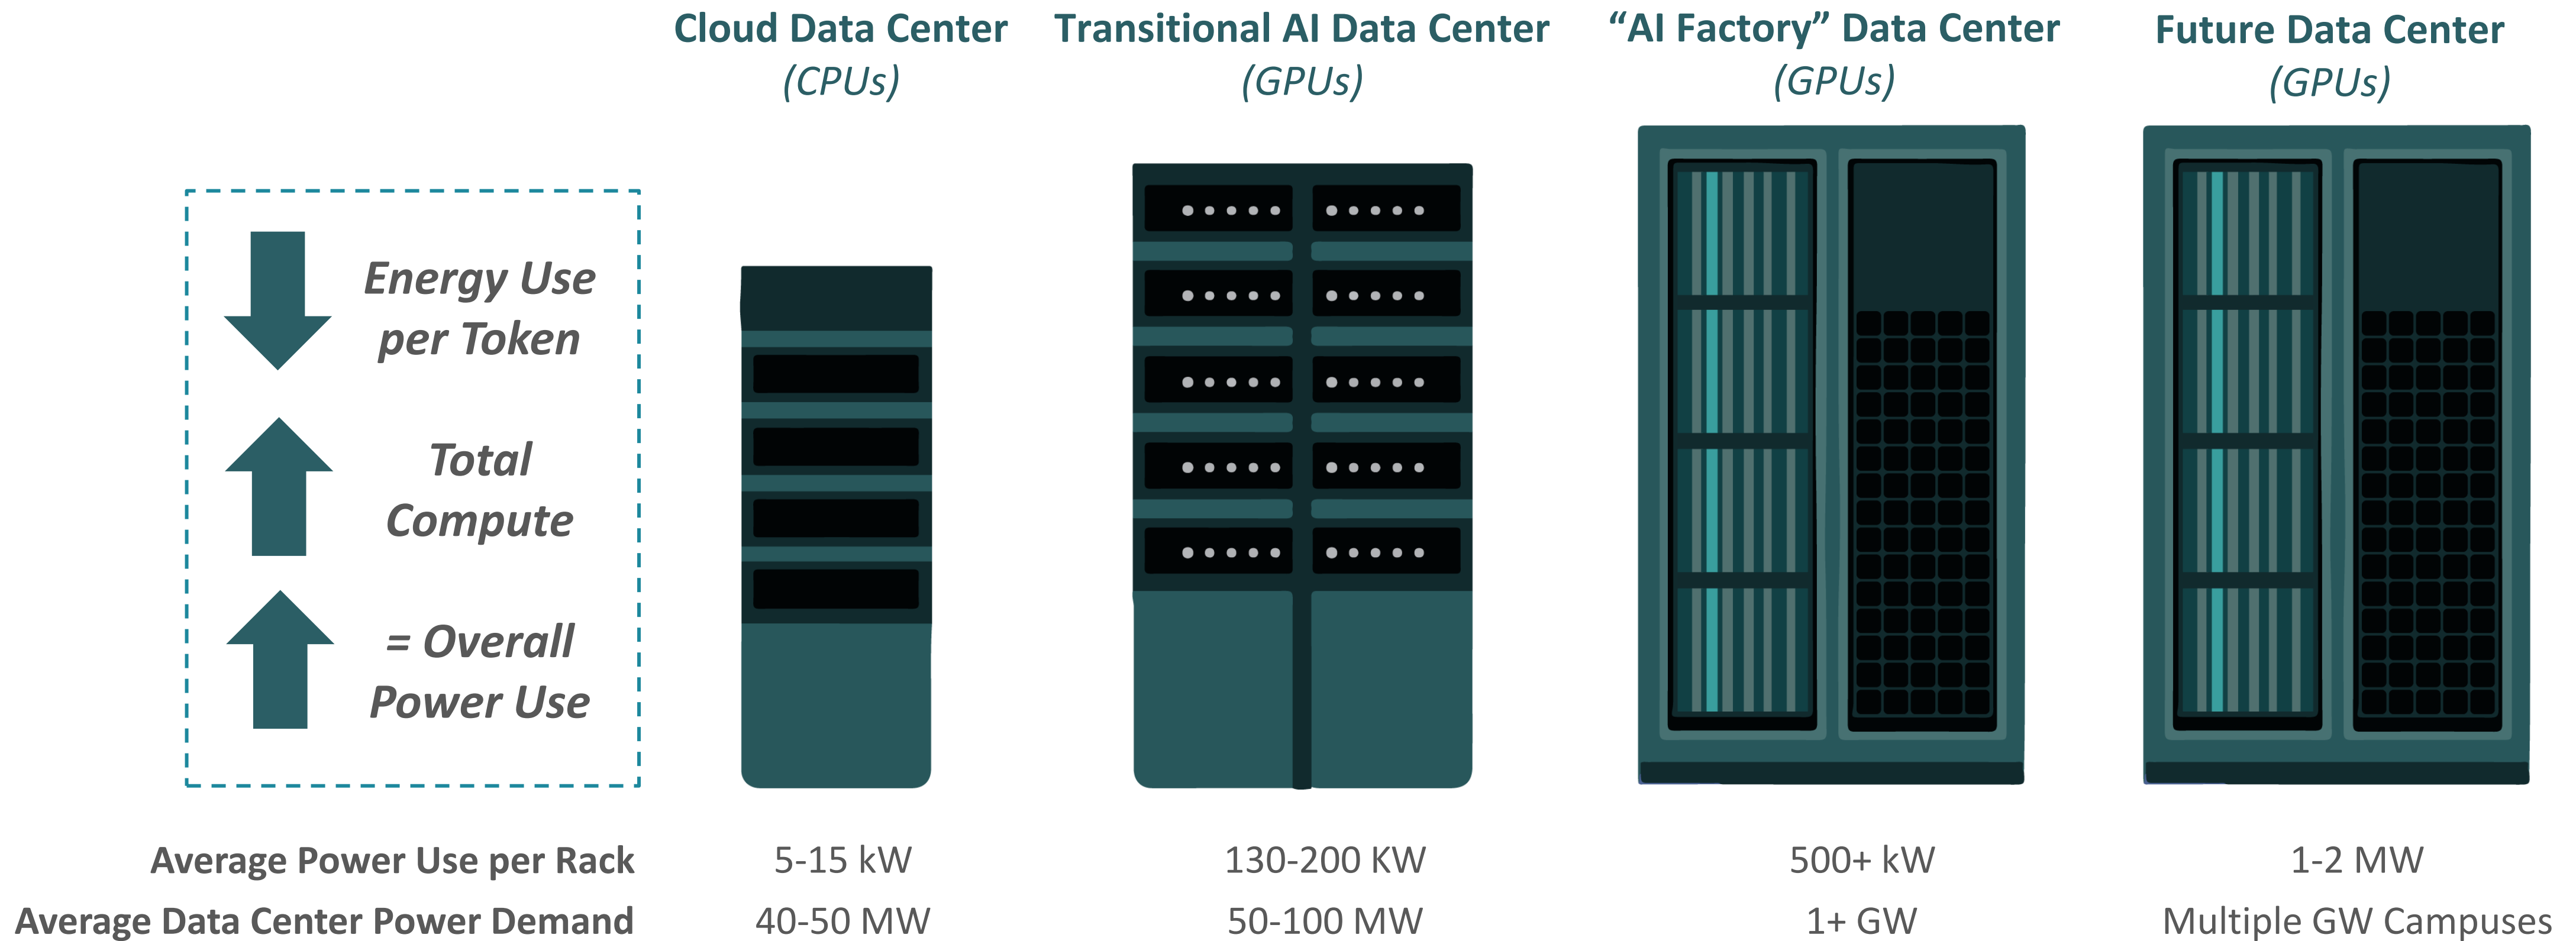 Cloud Data Center
(CPUs)
Transitional AI Data Center
(GPUs)
“AI Factory” Data Center
(GPUs)
Future Data Center
(GPUs)
Energy Use
per Token
Total
Compute
= Overall
Power Use
Average Power Use per Rack 5-15 kW 130-200 KW 500+ kW 1-2 MW
Average Data Center Power Demand 40-50 MW 50-100 MW 1+ GW Multiple GW Campuses